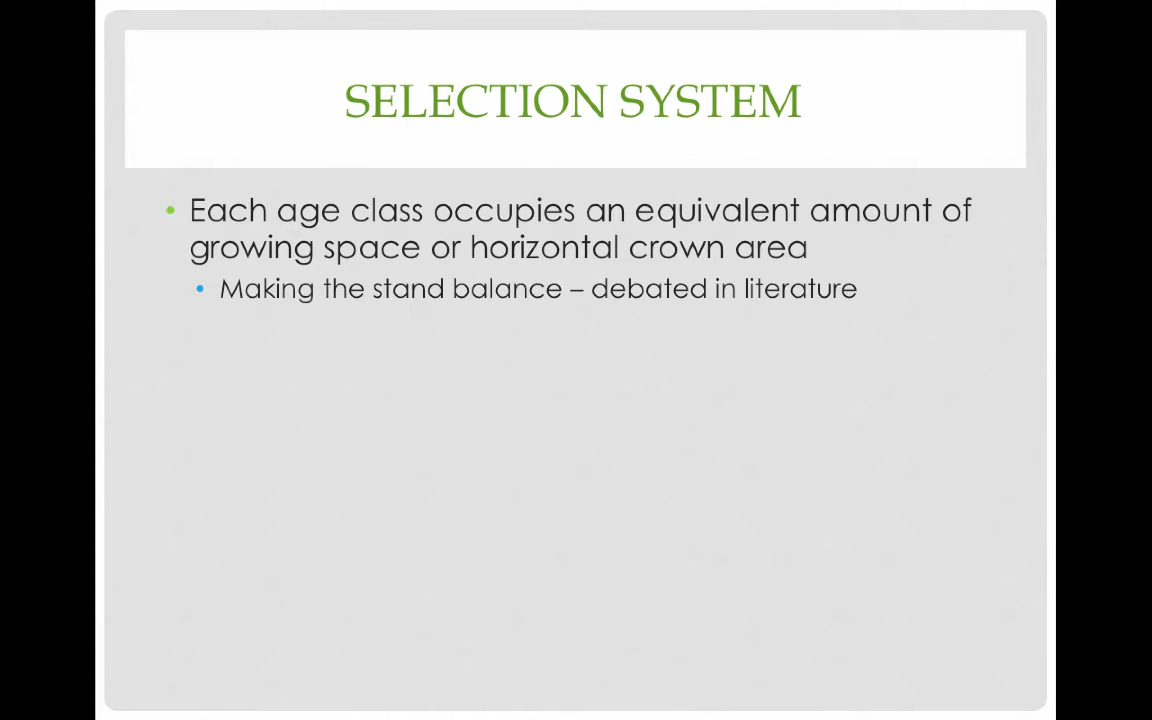 SELECTION SYSTEM
• Each age class occupies an equivalent amount of
growing space or horizontal crown area
• Making the stand balance – debated in literature